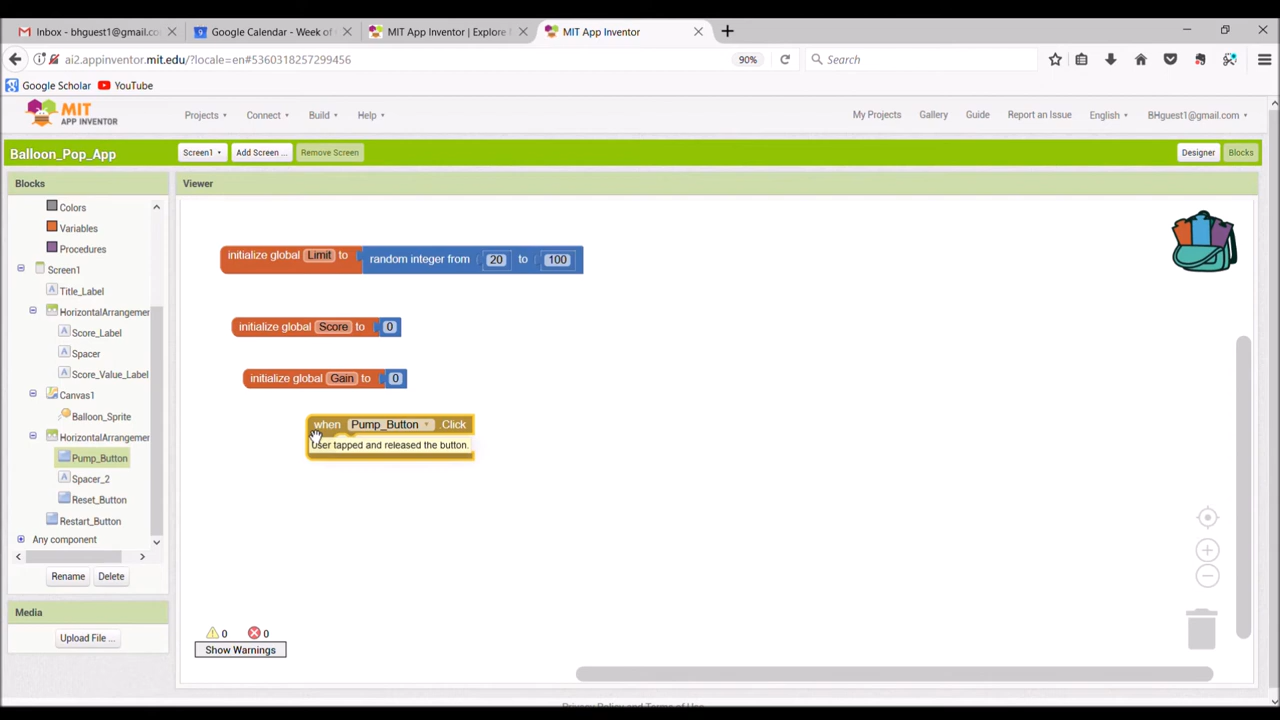 Inbox - bhguest1@gmail.co
Google Calendar - Week of
MIT App Inventor | Explore
MIT App Inventor
ai2.appinventor.mit.edu/?locale=en#5360318257299456
90%
Search
Google Scholar
YouTube
MIT
APP INVENTOR
Projects
Connect
Build
Help
My Projects
Gallery
Guide
Report an Issue
English
BHguest1@gmail.com
Balloon_Pop_App
Screen1
Add Screen ...
Remove Screen
Designer
Blocks
Blocks
Viewer
Colors
Variables
Procedures
Screen1
Title_Label
HorizontalArrangemer
Score_Label
Spacer
Score_Value_Label
Canvas1
Balloon_Sprite
HorizontalArrangemer
Pump_Button
Spacer_2
Reset_Button
Restart_Button
Any component
Rename
Delete
Media
Upload File ...
initialize global Limit to random integer from 20 to 100
initialize global Score to 0
initialize global Gain to 0
when Pump_Button .Click
User tapped and released the button.
0
0
Show Warnings